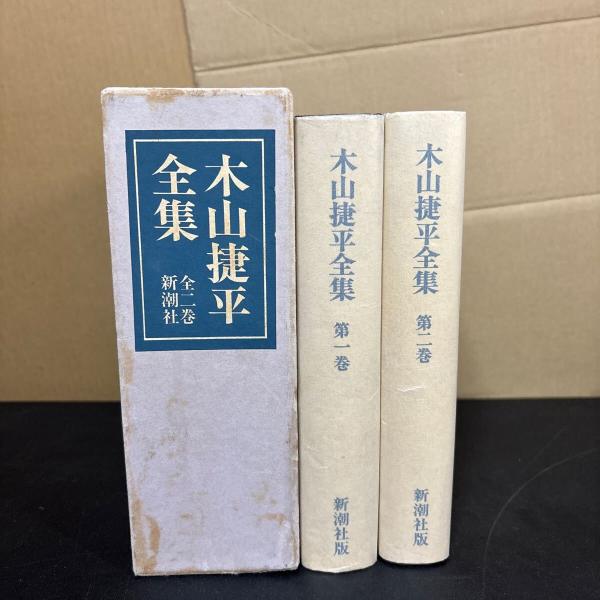 木山捷平
全集
全二巻
新潮社
木山捷平全集
第一巻
新潮社版
木山捷平全集
第二巻
新潮社版